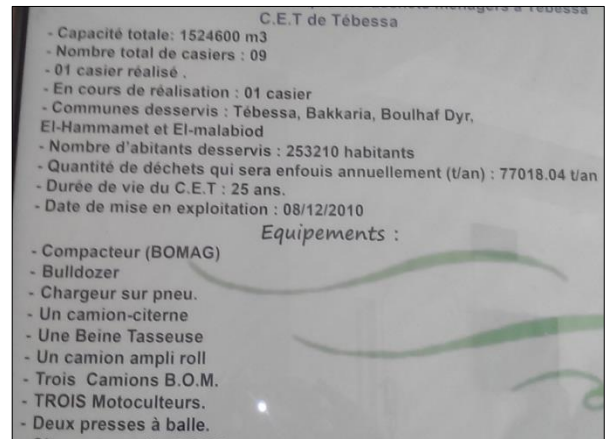 déchets ménagers à Tébessa
C.E.T de Tébessa
- Capacité totale: 1524600 m3
- Nombre total de casiers : 09
- 01 casier réalisé .
- En cours de réalisation : 01 casier
- Communes desservis : Tébessa, Bakkaria, Boulhaf Dyr,
El-Hammamet et El-malabiod
- Nombre d'abitants desservis : 253210 habitants
- Quantité de déchets qui sera enfouis annuellement (t/an) : 77018.04 t/an
- Durée de vie du C.E.T : 25 ans.
- Date de mise en exploitation : 08/12/2010
Equipements :
- Compacteur (BOMAG)
- Bulldozer
- Chargeur sur pneu.
- Un camion-citerne
- Une Beine Tasseuse
- Un camion ampli roll
- Trois Camions B.O.M.
- TROIS Motoculteurs.
- Deux presses à balle.